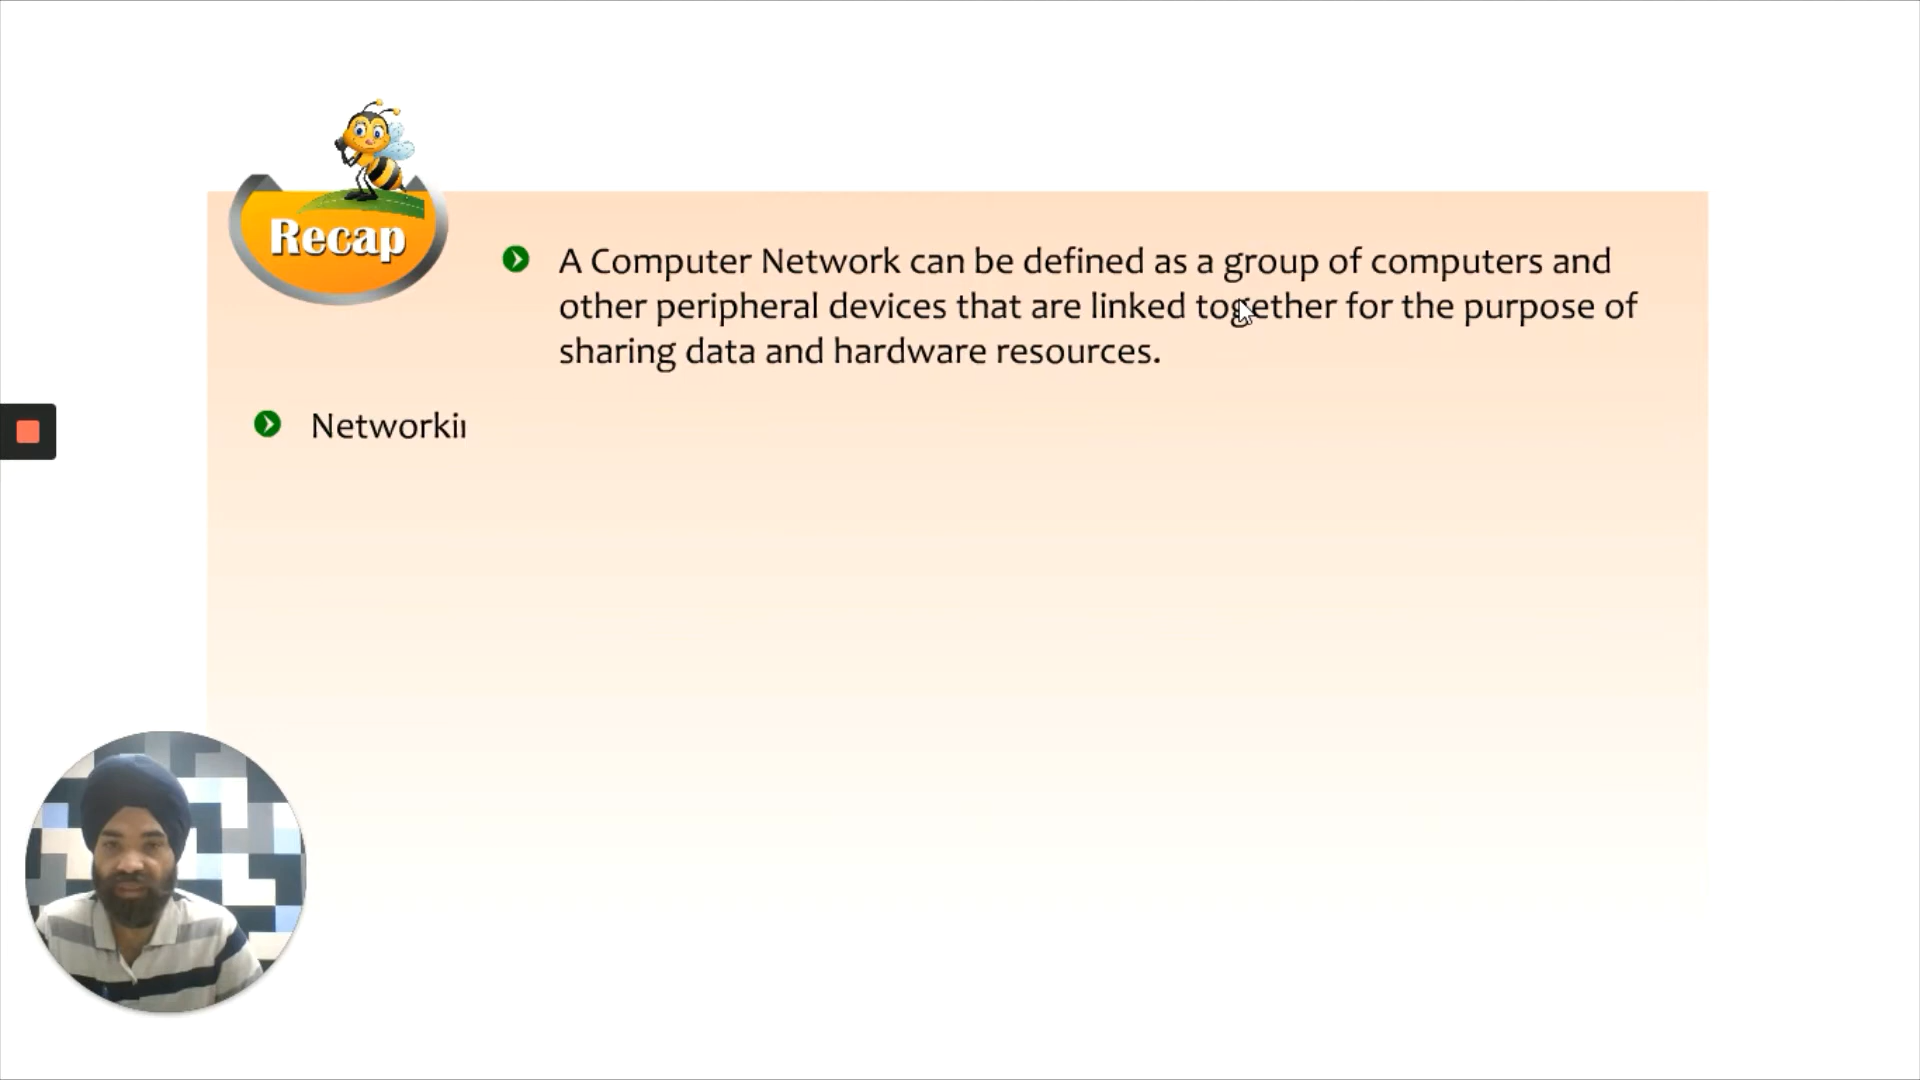 Recap
A Computer Network can be defined as a group of computers and
other peripheral devices that are linked together for the purpose of
sharing data and hardware resources.
Networkin